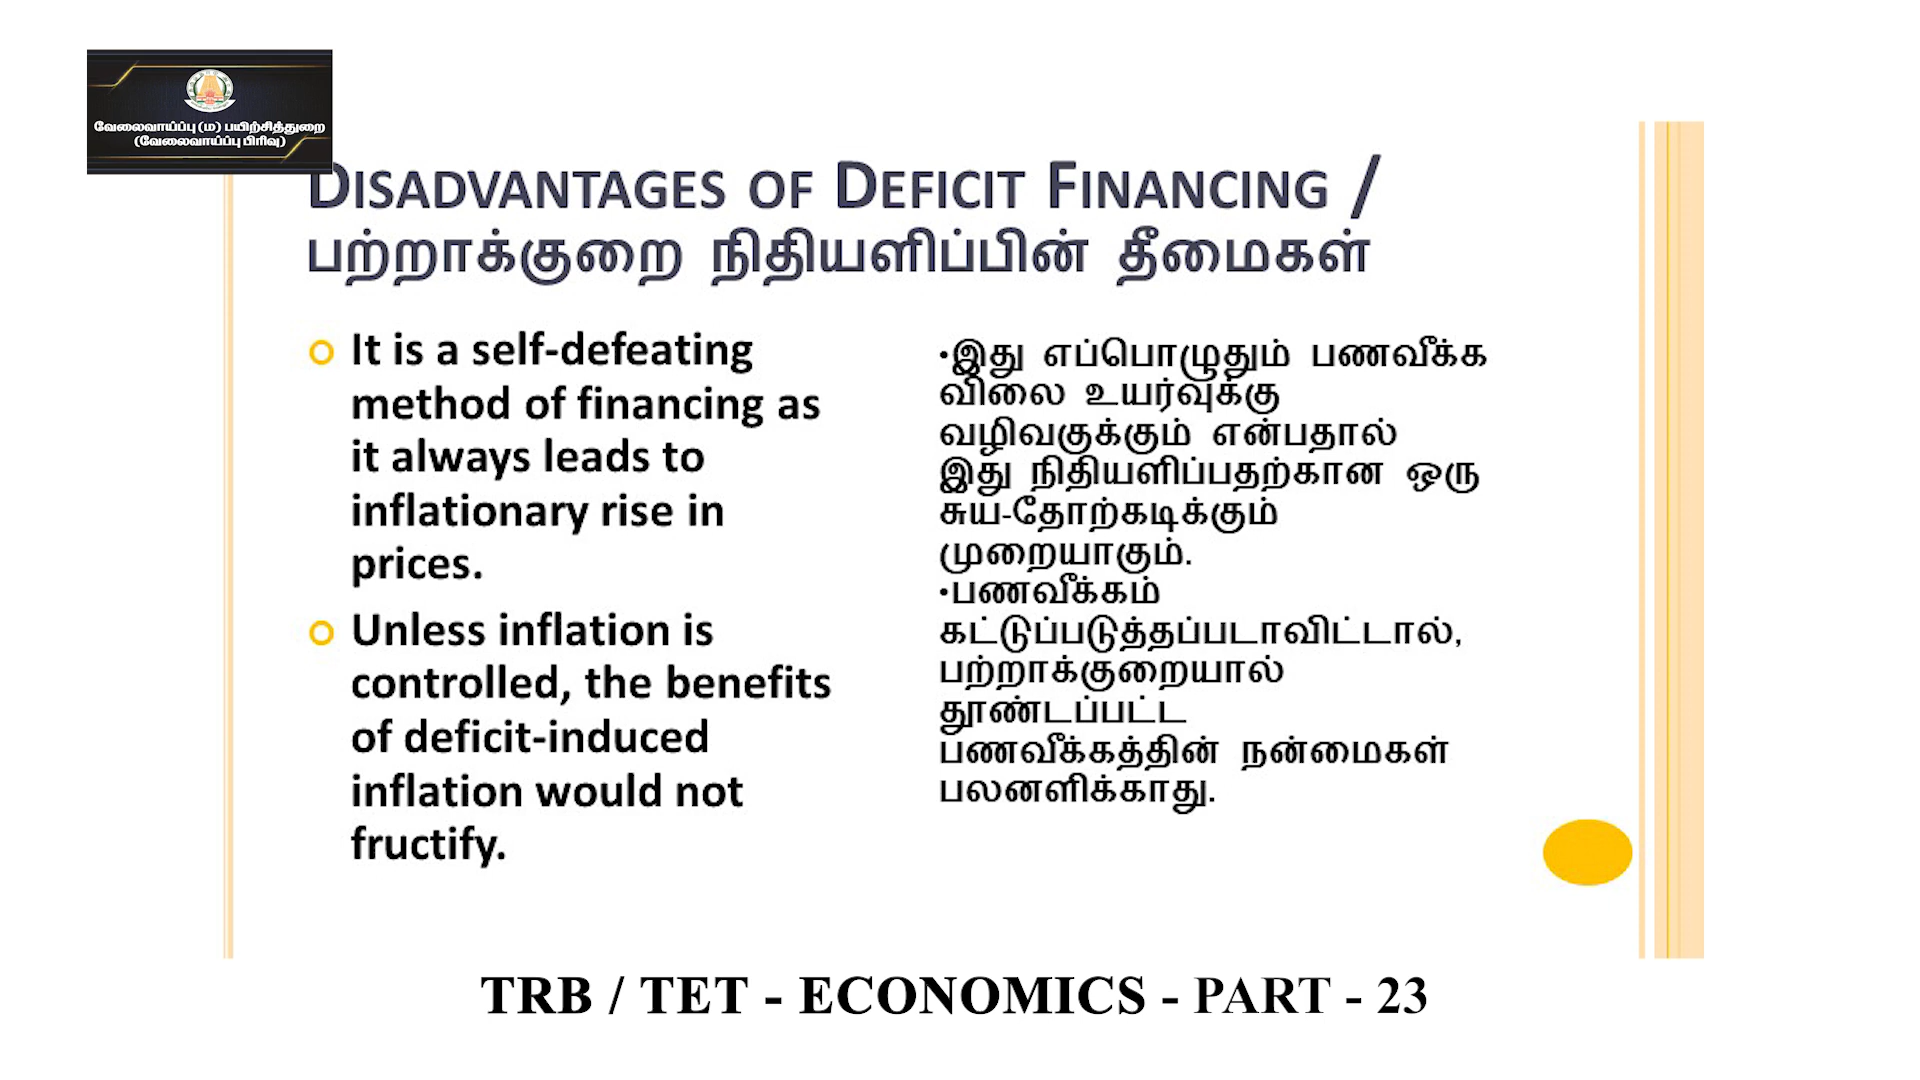 வேலைவாய்ப்பு (ம) பயிற்சித்துறை
(வேலைவாய்ப்பு பிரிவு)
DISADVANTAGES OF DEFICIT FINANCING /
பற்றாக்குறை நிதியளிப்பின் தீமைகள்
It is a self-defeating
method of financing as
it always leads to
inflationary rise in
prices.
Unless inflation is
controlled, the benefits
of deficit-induced
inflation would not
fructify.
•இது எப்பொழுதும் பணவீக்க
விலை உயர்வுக்கு
வழிவகுக்கும் என்பதால்
இது நிதியளிப்பதற்கான ஒரு
சுய-தோற்கடிக்கும்
முறையாகும்.
•பணவீக்கம்
கட்டுப்படுத்தப்படாவிட்டால்,
பற்றாக்குறையால்
தூண்டப்பட்ட
பணவீக்கத்தின் நன்மைகள்
பலனளிக்காது.
TRB / TET - ECONOMICS - PART - 23